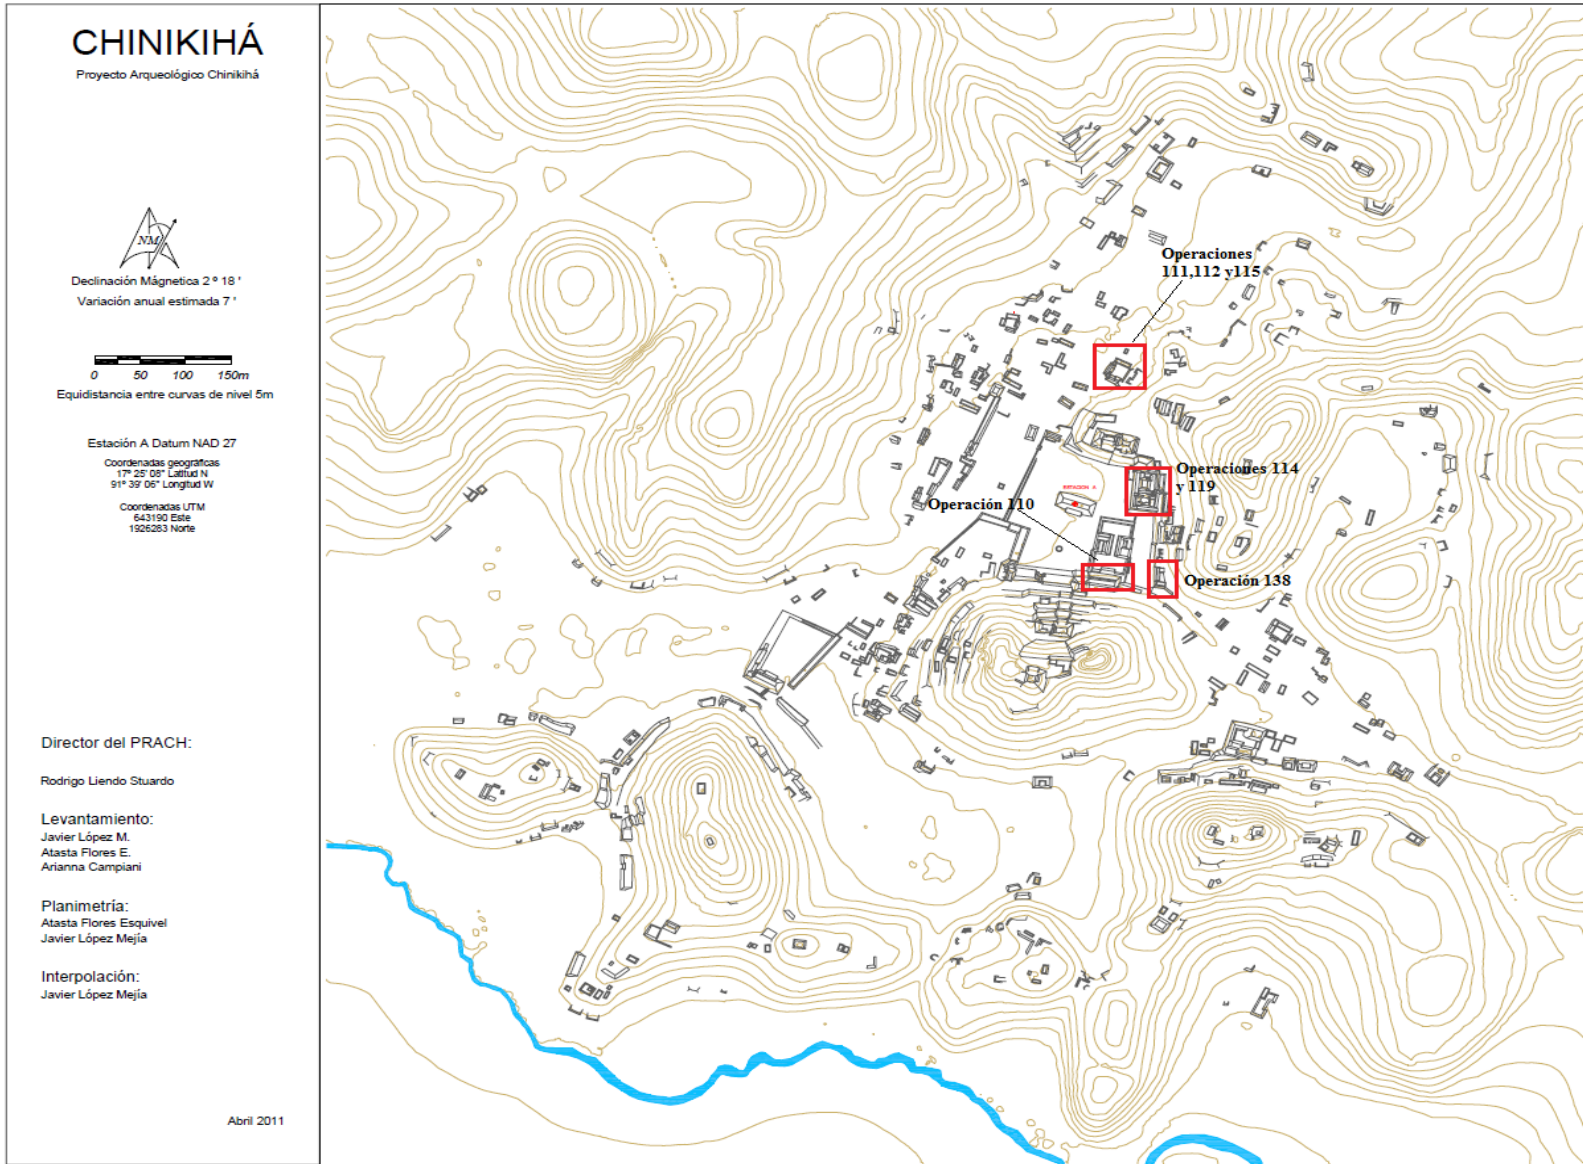 CHINIKIHÁ
Proyecto Arqueológico Chinikihá
NM
Declinación Mágnetica 2 º 18 '
Variación anual estimada 7 '
0 50 100 150m
Equidistancia entre curvas de nivel 5m
Estación A Datum NAD 27
Coordenadas geográficas
17º 25' 08" Latitud N
91º 39' 06" Longitud W
Coordenadas UTM
643190 Este
1926283 Norte
Director del PRACH:
Rodrigo Liendo Stuardo
Levantamiento:
Javier López M.
Atasta Flores E.
Arianna Campiani
Planimetría:
Atasta Flores Esquivel
Javier López Mejía
Interpolación:
Javier López Mejía
Abril 2011
Operaciones
111,112 y115
Operaciones 114
y 119
ESTACION A
Operación 110
Operación 138